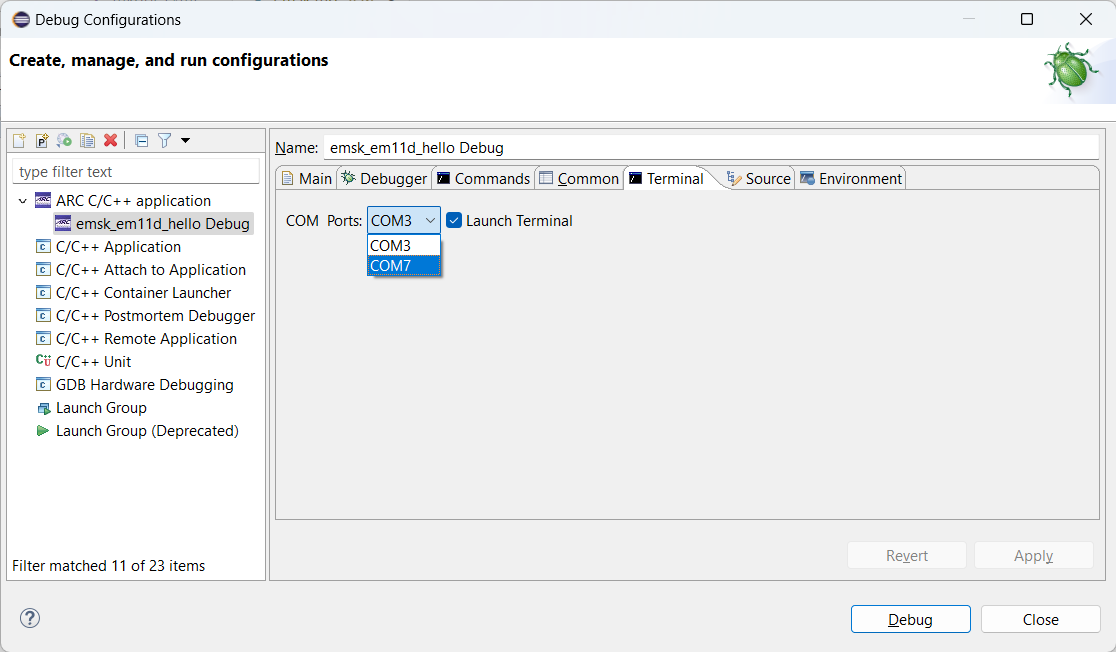 Debug Configurations
Create, manage, and run configurations
type filter text
ARC C/C++ application
emsk_em11d_hello Debug
C/C++ Application
C/C++ Attach to Application
C/C++ Container Launcher
C/C++ Postmortem Debugger
C/C++ Remote Application
C/C++ Unit
GDB Hardware Debugging
Launch Group
Launch Group (Deprecated)
Filter matched 11 of 23 items
Name: emsk_em11d_hello Debug
Main Debugger Commands Common Terminal Source Environment
COM Ports: COM3 Launch Terminal
COM3
COM7
Revert Apply
Debug Close